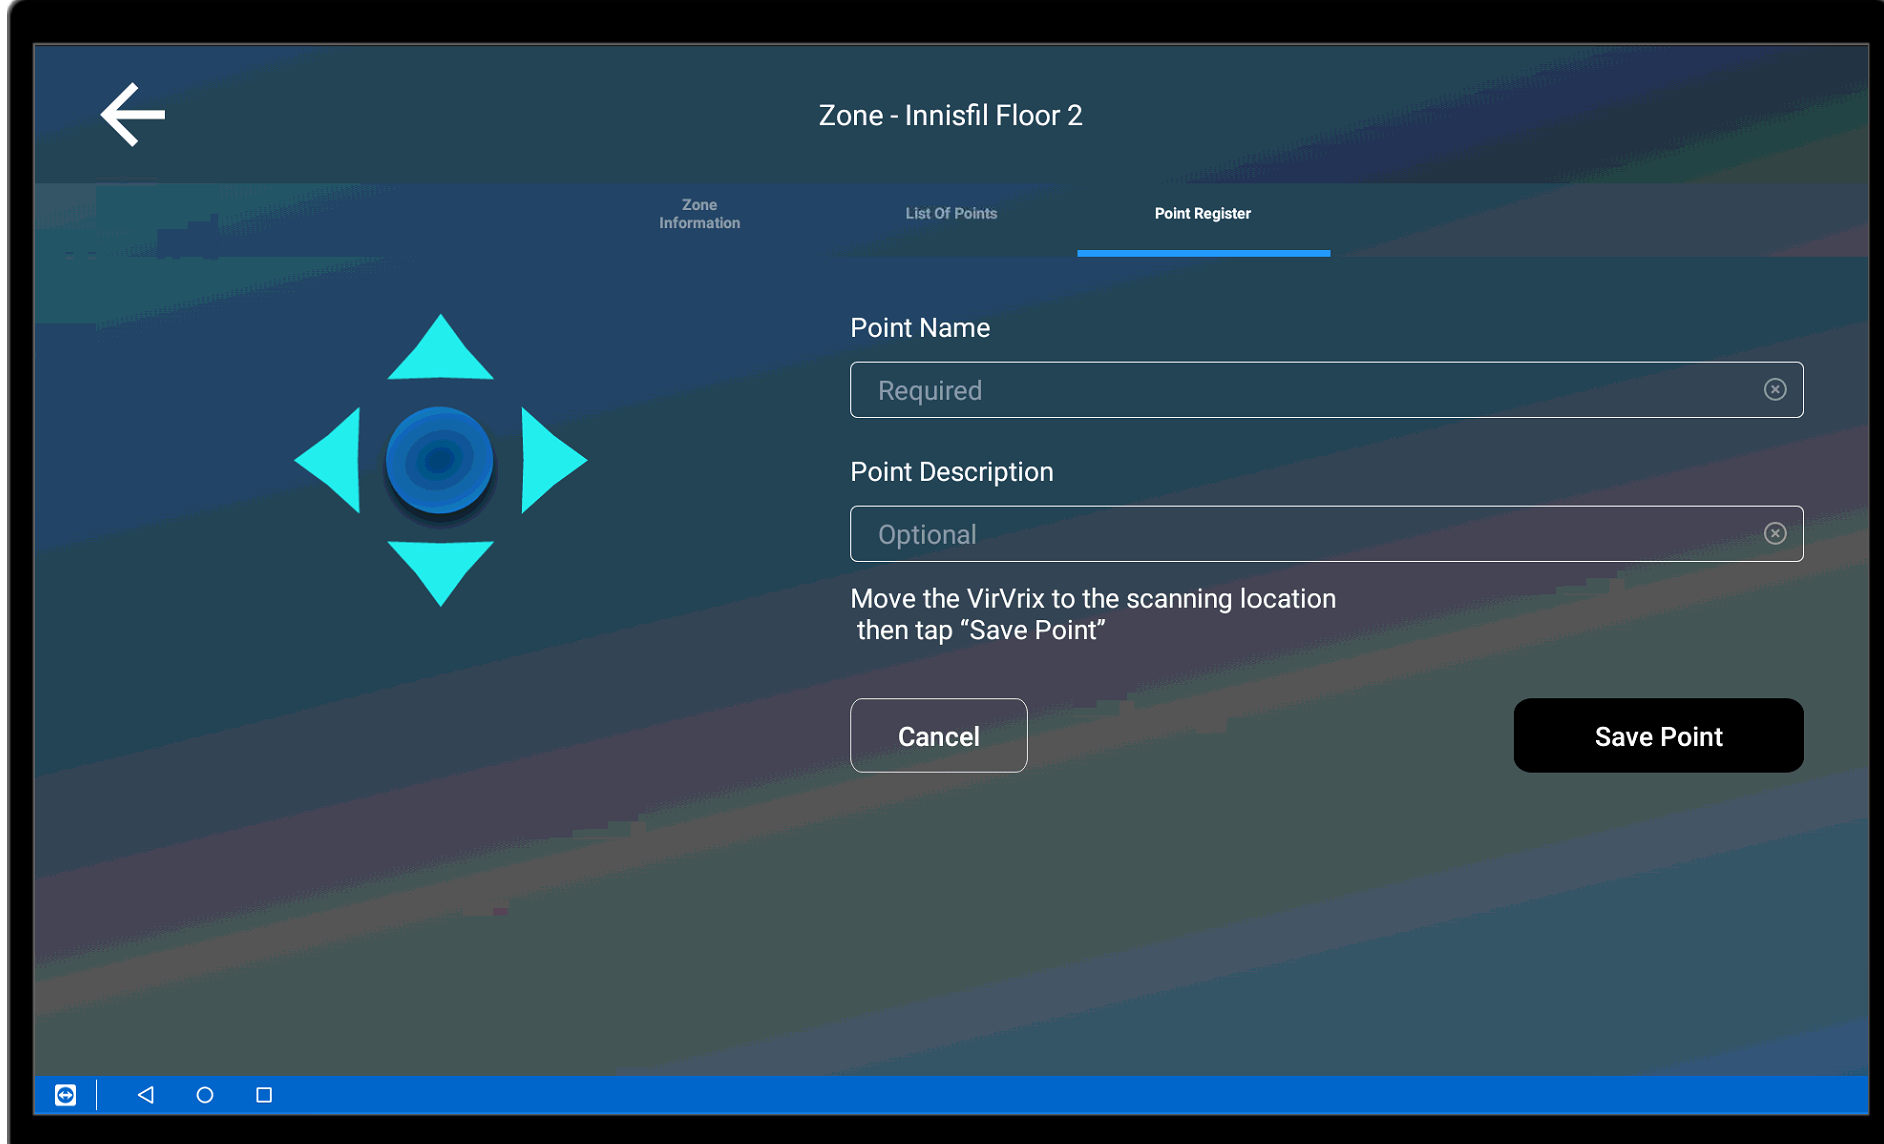 Zone - Innisfil Floor 2
Zone
Information
List Of Points
Point Register
Point Name
Required
Point Description
Optional
Move the VirVrix to the scanning location
then tap “Save Point”
Cancel
Save Point